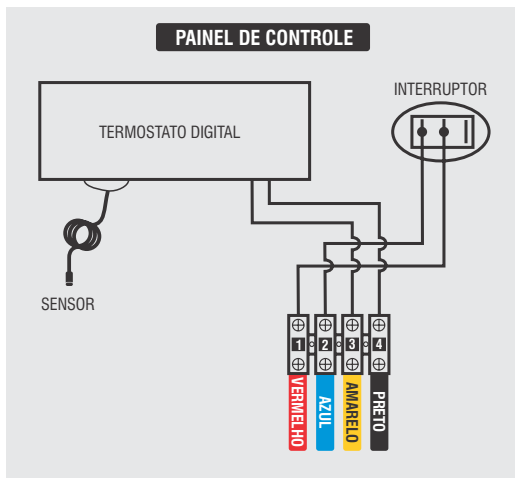 PAINEL DE CONTROLE
INTERRUPTOR
TERMOSTATO DIGITAL
SENSOR
1 2 3 4
VERMELHO
AZUL
AMARELO
PRETO